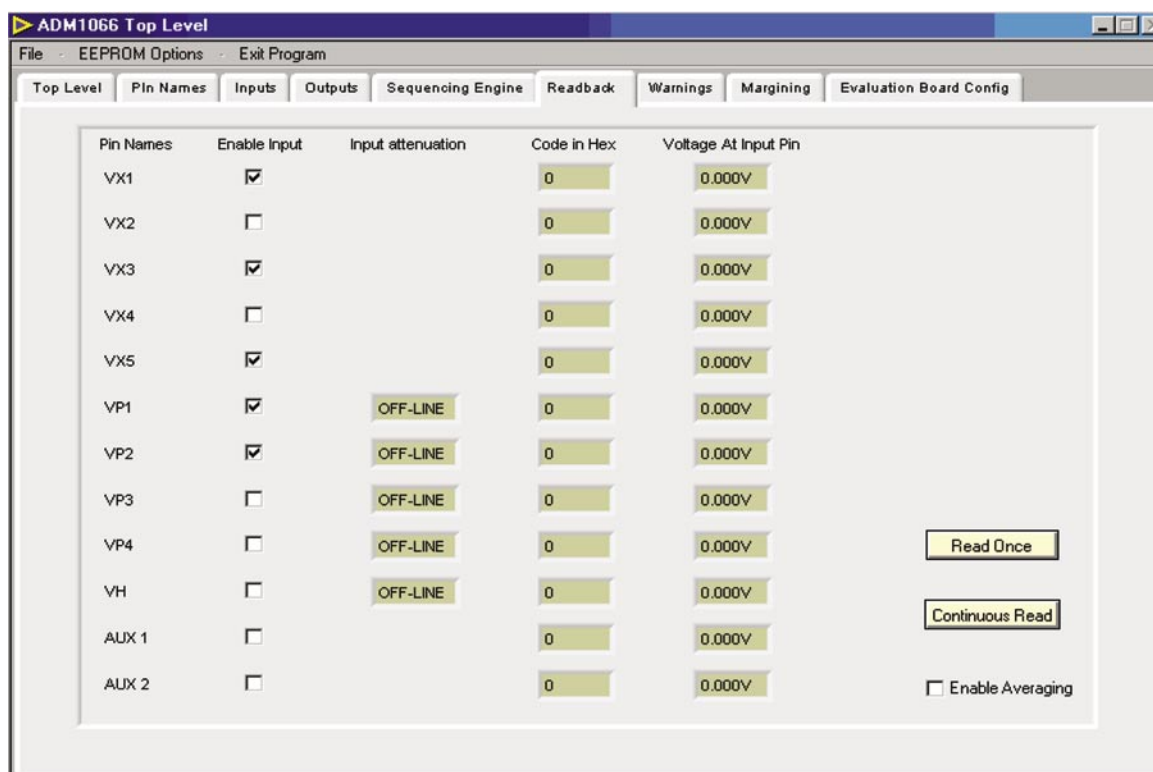 ADM1066 Top Level
File - EEPROM Options - Exit Program
Top Level Pin Names Inputs Outputs Sequencing Engine Readback Warnings Margining Evaluation Board Config
Pin Names Enable Input Input attenuation Code in Hex Voltage At Input Pin
VX1 0 0.000V
VX2 0 0.000V
VX3 0 0.000V
VX4 0 0.000V
VX5 0 0.000V
VP1 OFF-LINE 0 0.000V
VP2 OFF-LINE 0 0.000V
VP3 OFF-LINE 0 0.000V
VP4 OFF-LINE 0 0.000V Read Once
VH OFF-LINE 0 0.000V
Continuous Read
AUX 1 0 0.000V
AUX 2 0 0.000V Enable Averaging